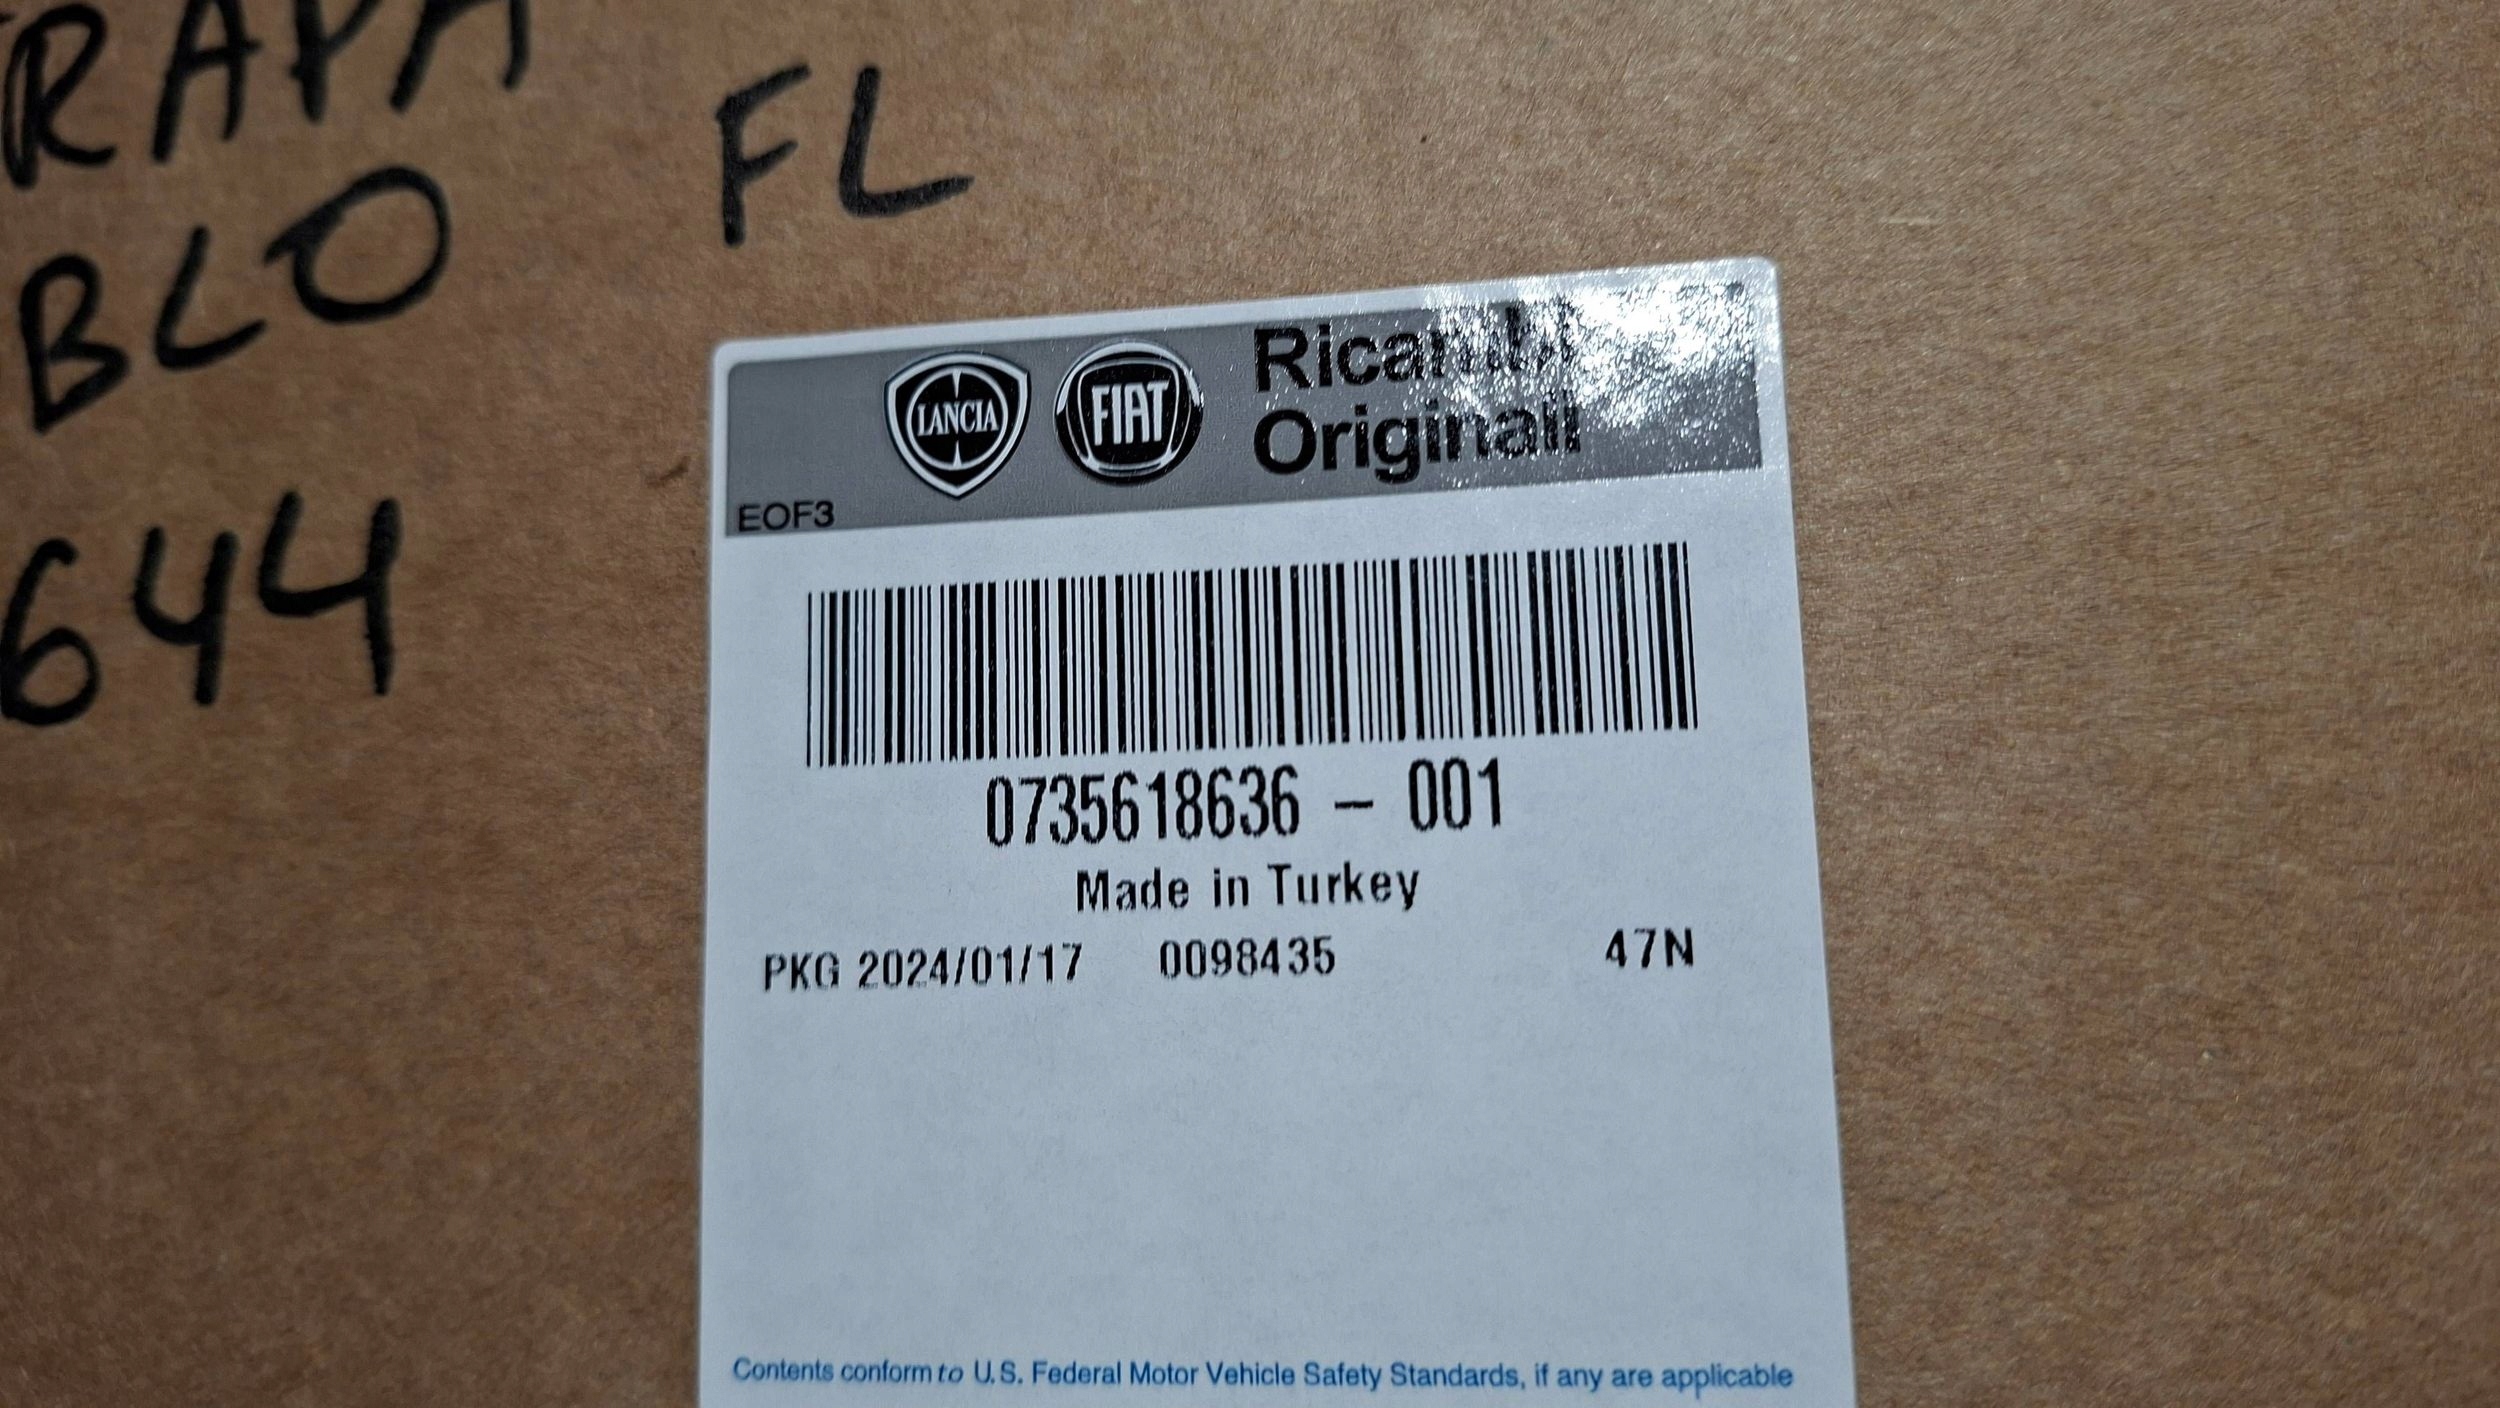 FL
BLO
644
LANCIA
FIAT
Ricambi
Originali
EOF3
0735618636 – 001
Made in Turkey
PKG 2024/01/17 0098435 47N
Contents conform to U.S. Federal Motor Vehicle Safety Standards, if any are applicable